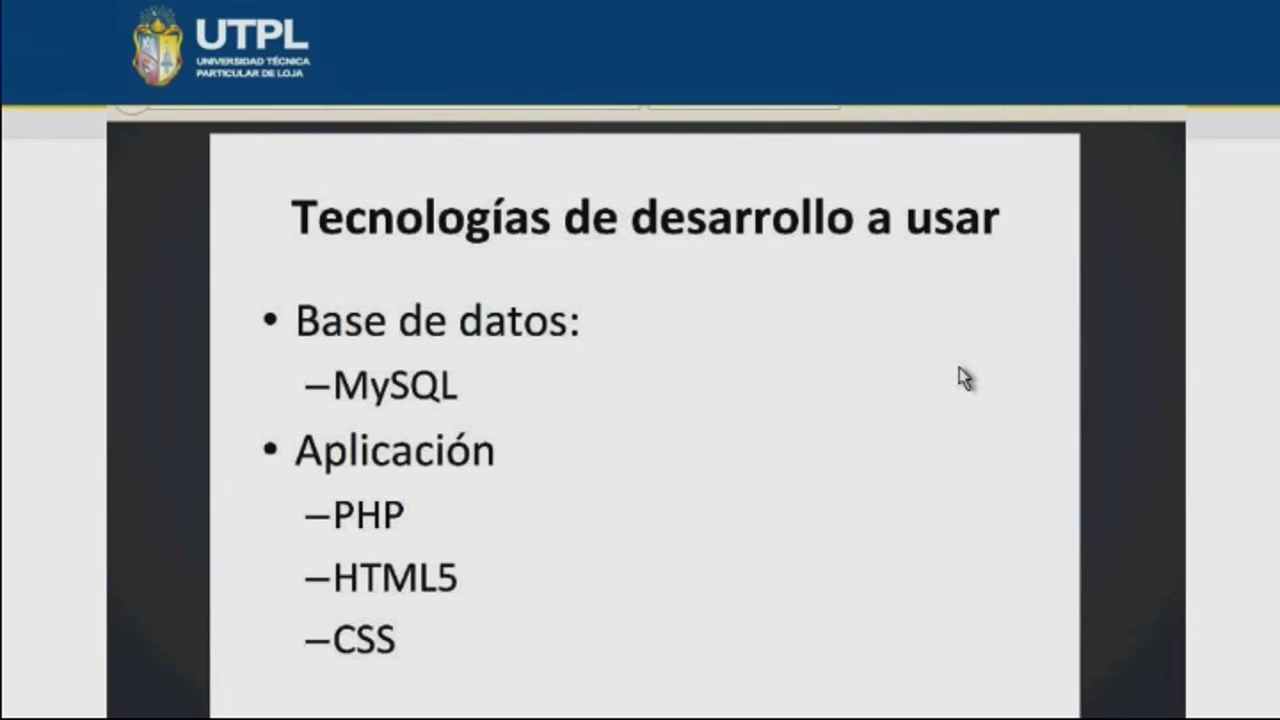 UTPL
UNIVERSIDAD TÉCNICA
PARTICULAR DE LOJA
Tecnologías de desarrollo a usar
• Base de datos:
–MySQL
• Aplicación
–PHP
–HTML5
–CSS